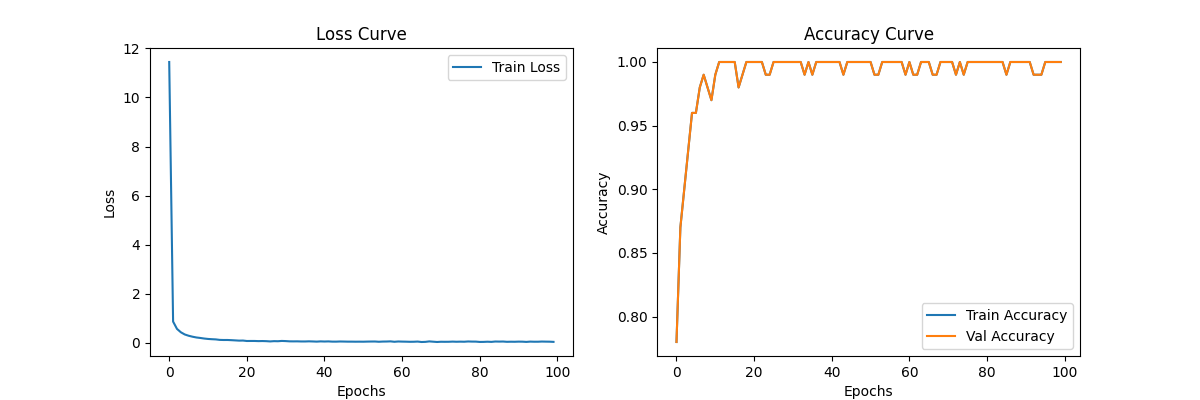 Loss Curve
12
10
8
6
4
2
0
Loss
0 20 40 60 80 100
Epochs
Train Loss
Accuracy Curve
1.00
0.95
0.90
0.85
0.80
Accuracy
0 20 40 60 80 100
Epochs
Train Accuracy
Val Accuracy